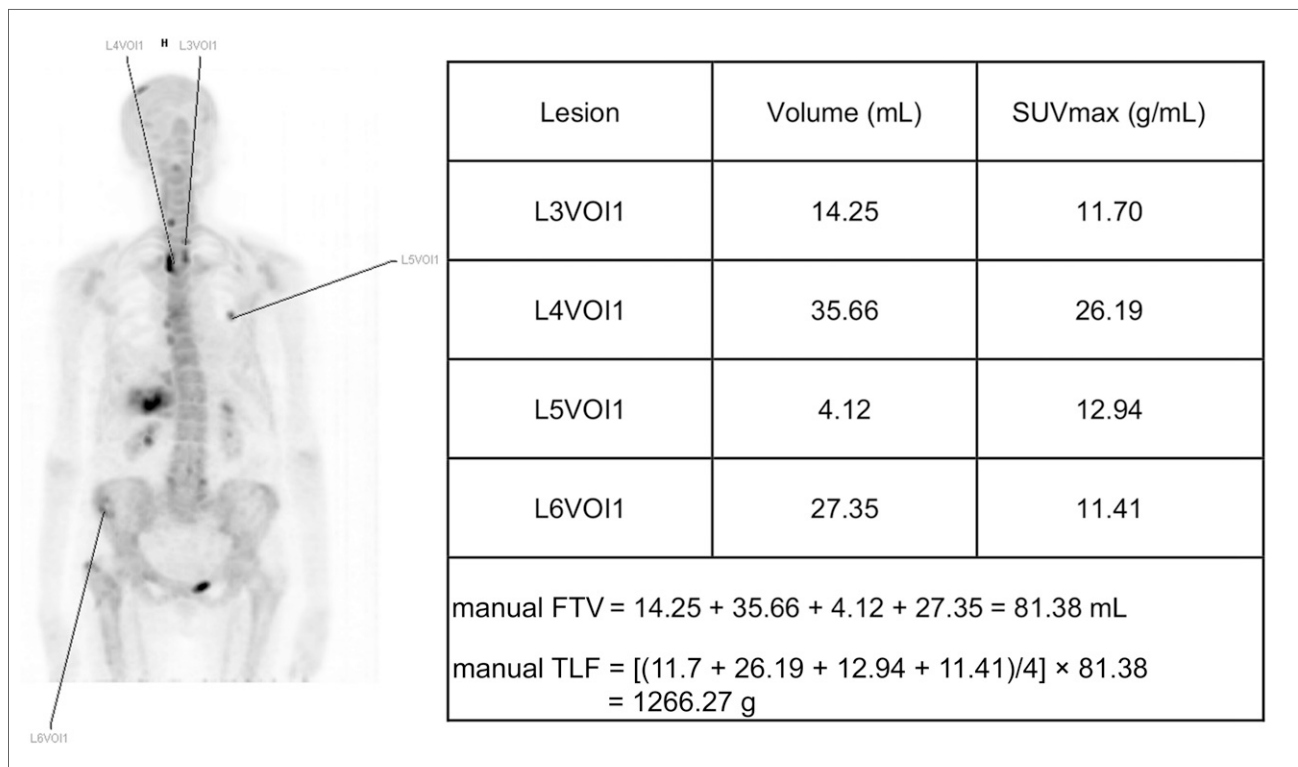 L4VOI1 H L3VOI1
L5VOI1
L6VOI1
Lesion Volume (mL) SUVmax (g/mL)
L3VOI1 14.25 11.70
L4VOI1 35.66 26.19
L5VOI1 4.12 12.94
L6VOI1 27.35 11.41
manual FTV = 14.25 + 35.66 + 4.12 + 27.35 = 81.38 mL
manual TLF = [(11.7 + 26.19 + 12.94 + 11.41)/4] × 81.38
= 1266.27 g